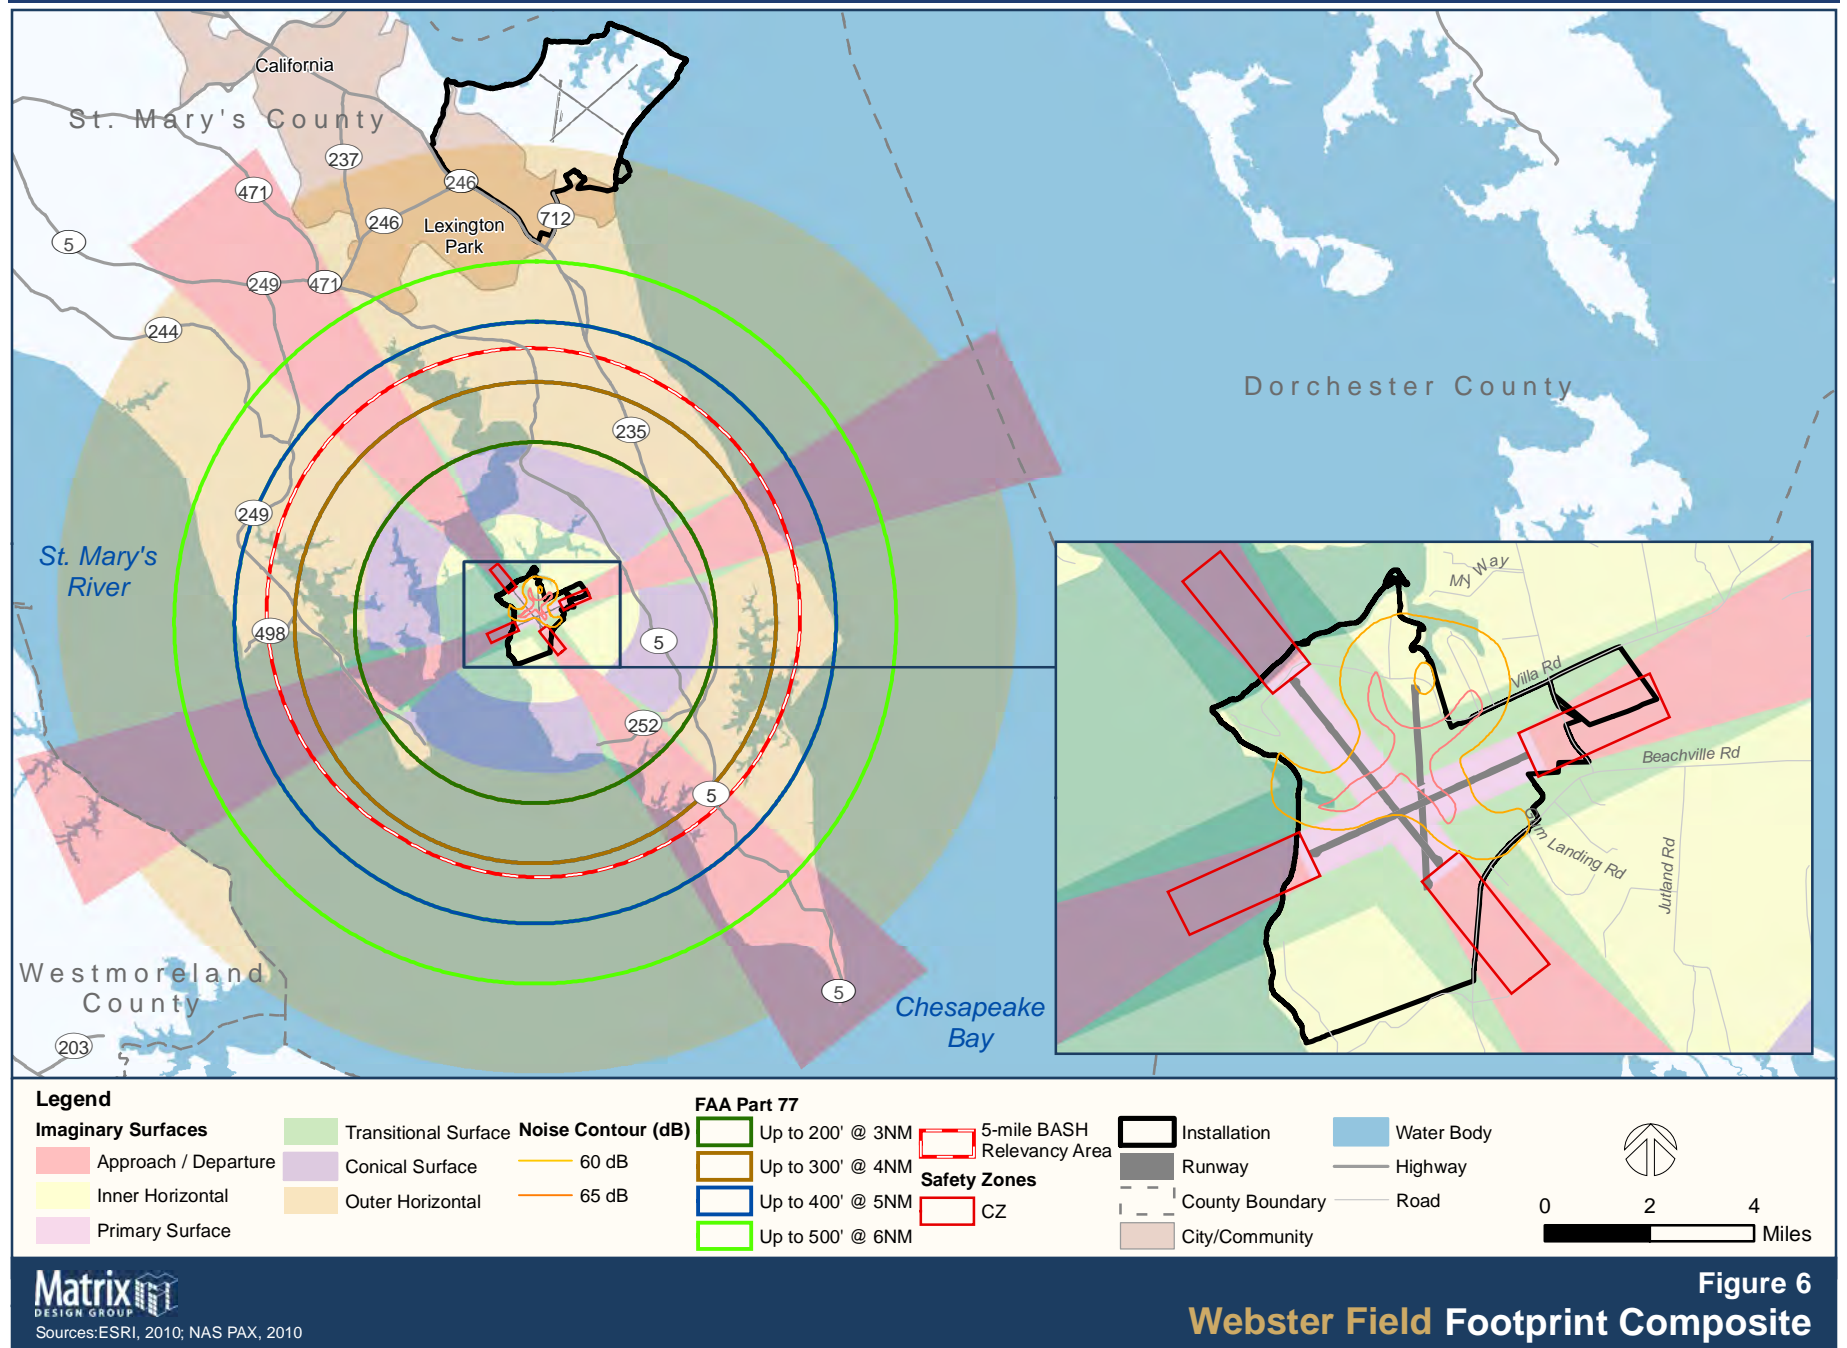 California
St. Mary's County
237
471
246
246
712
Lexington
Park
5
249
471
244
235
249
St. Mary's
River
498
5
252
5
5
Westmoreland
County
203
Chesapeake
Bay
Dorchester County
My Way
Villa Rd
Beachville Rd
Landing Rd
Jutland Rd
Legend
Imaginary Surfaces
Approach / Departure
Inner Horizontal
Primary Surface
Transitional Surface
Conical Surface
Outer Horizontal
Noise Contour (dB)
60 dB
65 dB
FAA Part 77
Up to 200' @ 3NM
Up to 300' @ 4NM
Up to 400' @ 5NM
Up to 500' @ 6NM
5-mile BASH
Relevancy Area
Safety Zones
CZ
Installation
Runway
County Boundary
City/Community
Water Body
Highway
Road
0 2 4
Miles
Matrix
DESIGN GROUP
Sources:ESRI, 2010; NAS PAX, 2010
Figure 6
Webster Field Footprint Composite